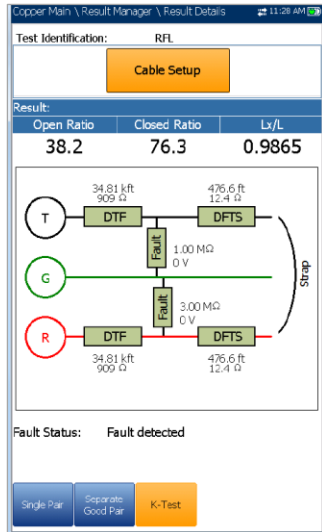 Copper Main \ Result Manager \ Result Details 11:28 AM
Test Identification: RFL
Cable Setup
Result:
Open Ratio Closed Ratio Lx/L
38.2 76.3 0.9865
34.81 kft 476.6 ft
909 Ω 12.4 Ω
T DTF DFTS
Fault 1.00 MΩ
0 V
G
Strap
Fault 3.00 MΩ
0 V
R DTF DFTS
34.81 kft 476.6 ft
909 Ω 12.4 Ω
Fault Status: Fault detected
Single Pair Separate Good Pair K-Test